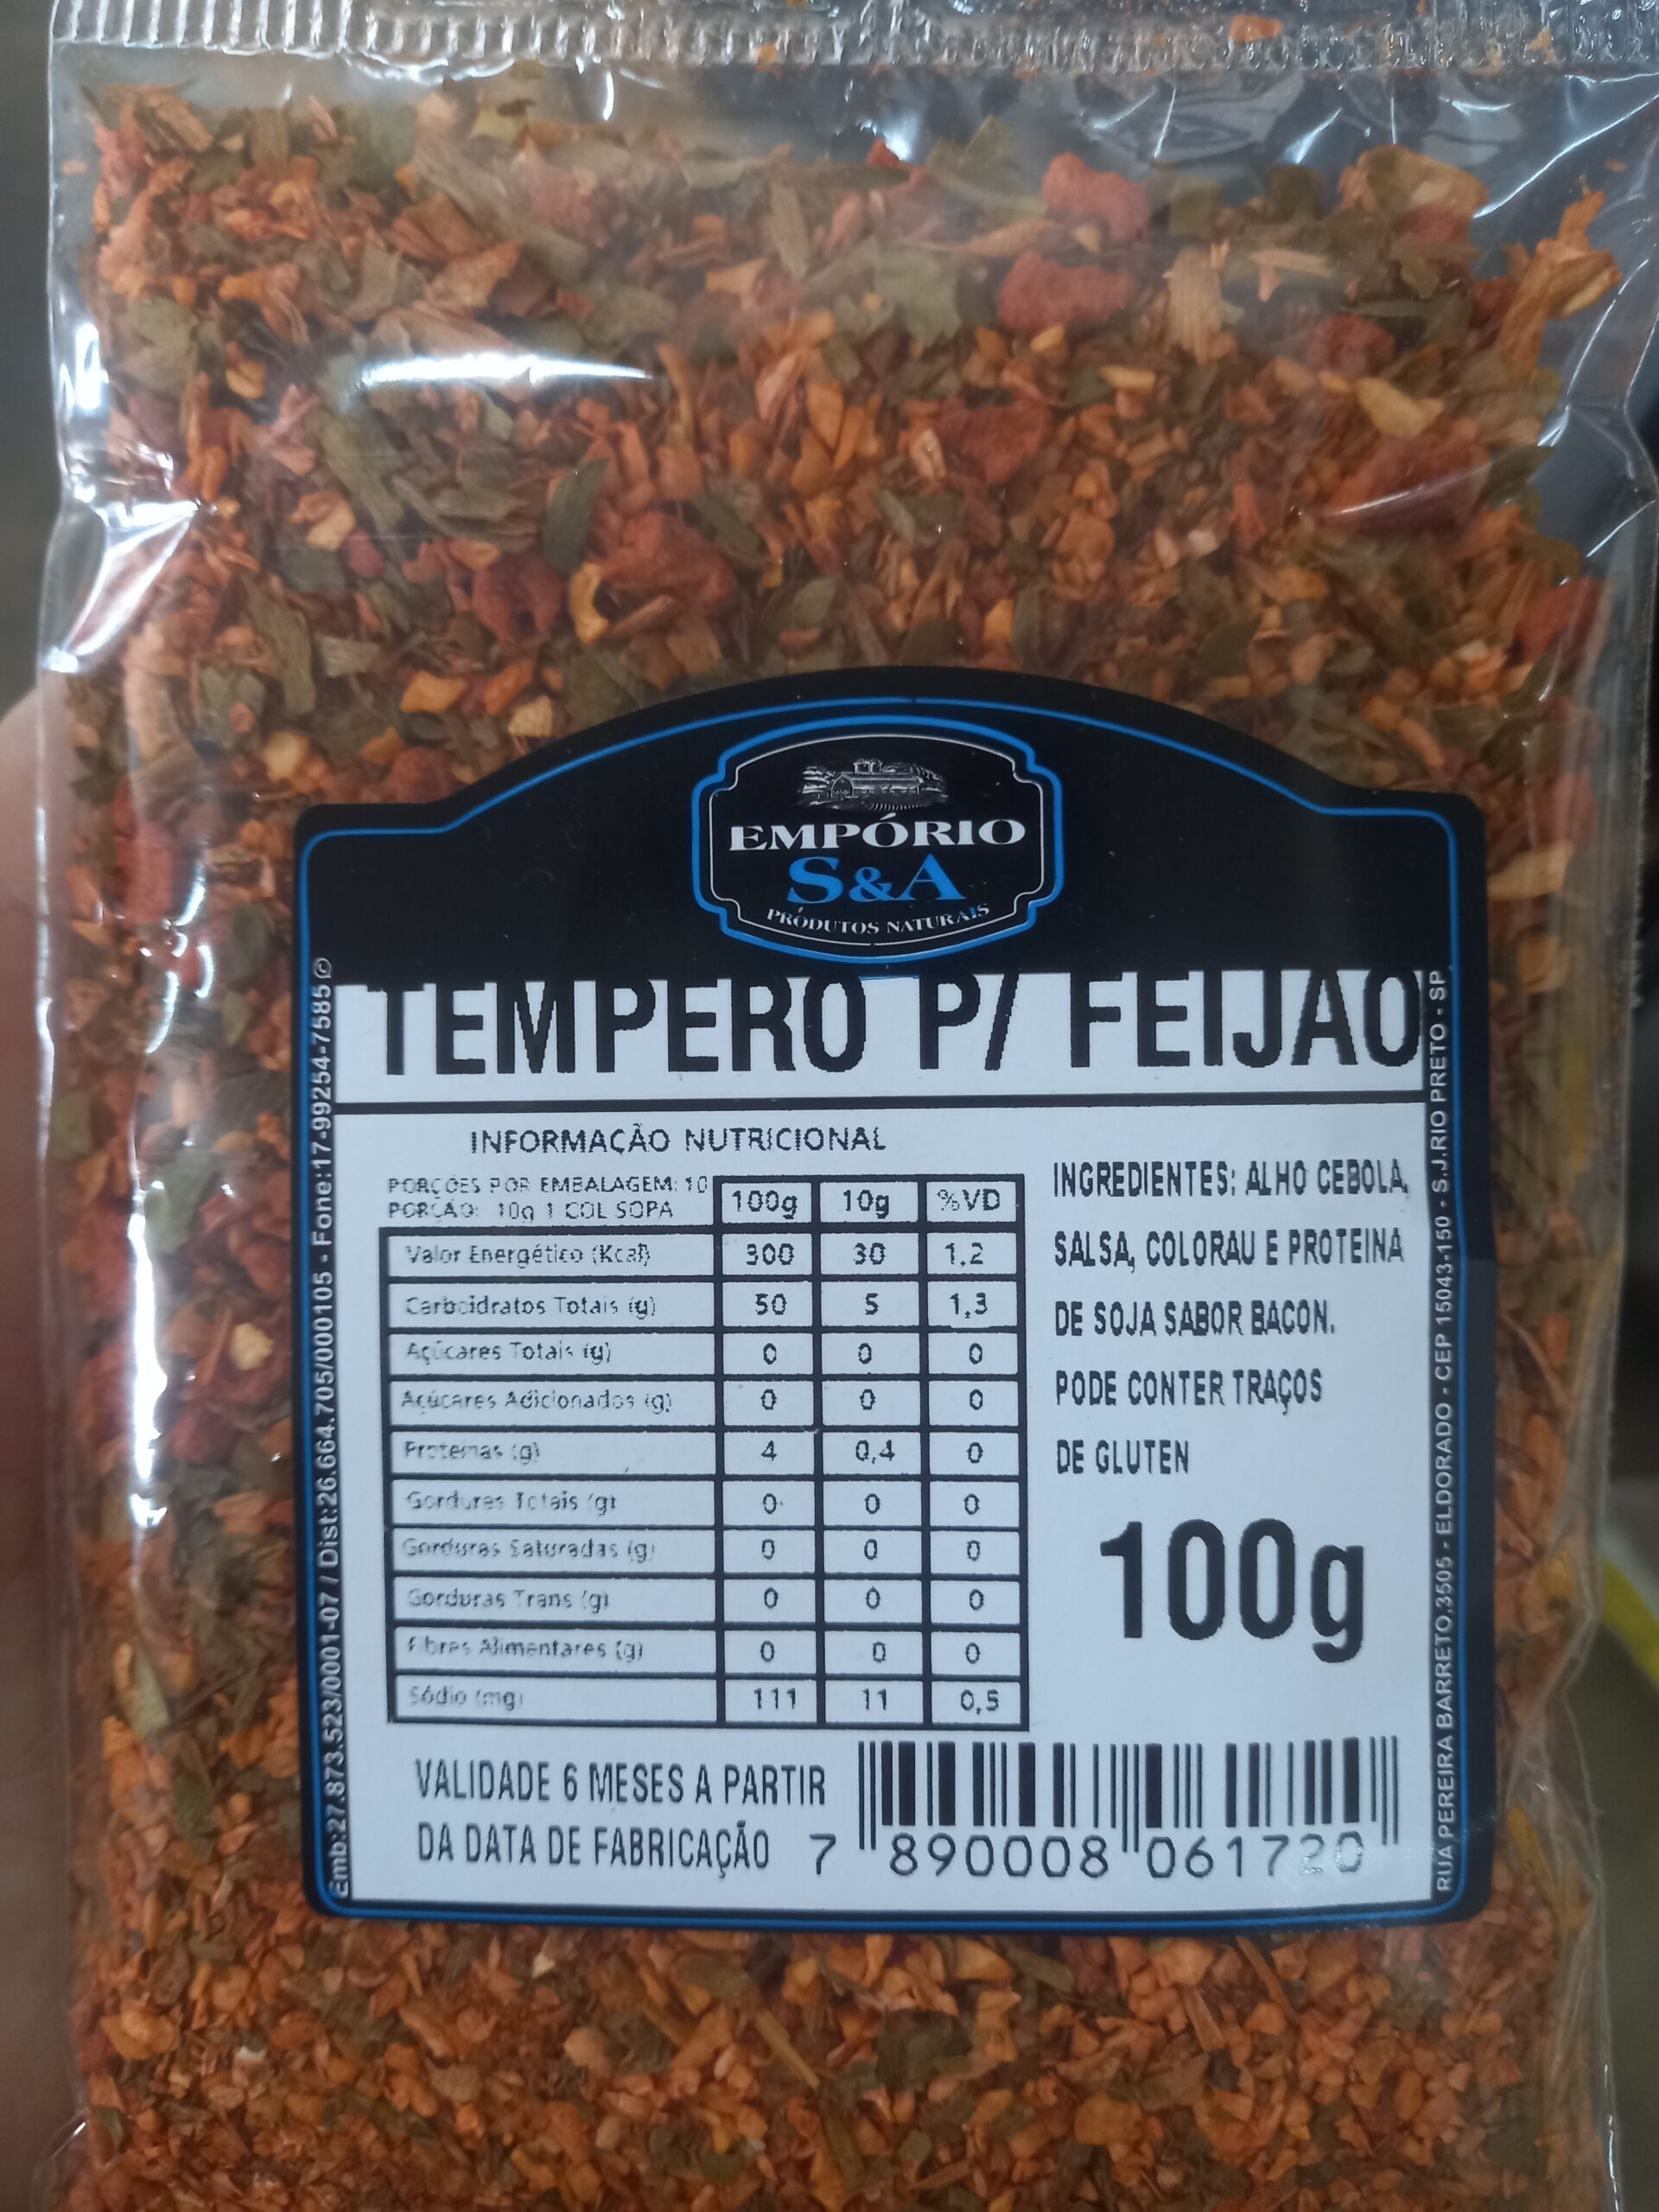 EMPÓRIO
S&A
PRODUTOS NATURAIS
TEMPERO P/ FEIJAO
INFORMAÇÃO NUTRICIONAL
PORÇOES POR EMBALAGEM: 10
PORÇÃO: 10g 1 COL SOPA
100g 10g %VD
Valor Energético (Kcal) 300 30 1,2
Carboidratos Totais (g) 50 5 1,3
Açúcares Totais (g) 0 0 0
Açúcares Adicionados (g) 0 0 0
Proteínas (g) 4 0,4 0
Gorduras Totais (g) 0 0 0
Gorduras Saturadas (g) 0 0 0
Gorduras Trans (g) 0 0 0
Fibras Alimentares (g) 0 0 0
Sódio (mg) 111 11 0,5
INGREDIENTES: ALHO CEBOLA,
SALSA, COLORAU E PROTEINA
DE SOJA SABOR BACON.
PODE CONTER TRAÇOS
DE GLUTEN
100g
VALIDADE 6 MESES A PARTIR
DA DATA DE FABRICAÇÃO
7 890008 061720
Emb:27.873.523/0001-07 / Dist:26.664.705/000105 - Fone:17-99254-7585©
RUA PEREIRA BARRETO,3505 - ELDORADO - CEP 15043-150 - S.J.RIO PRETO - SP